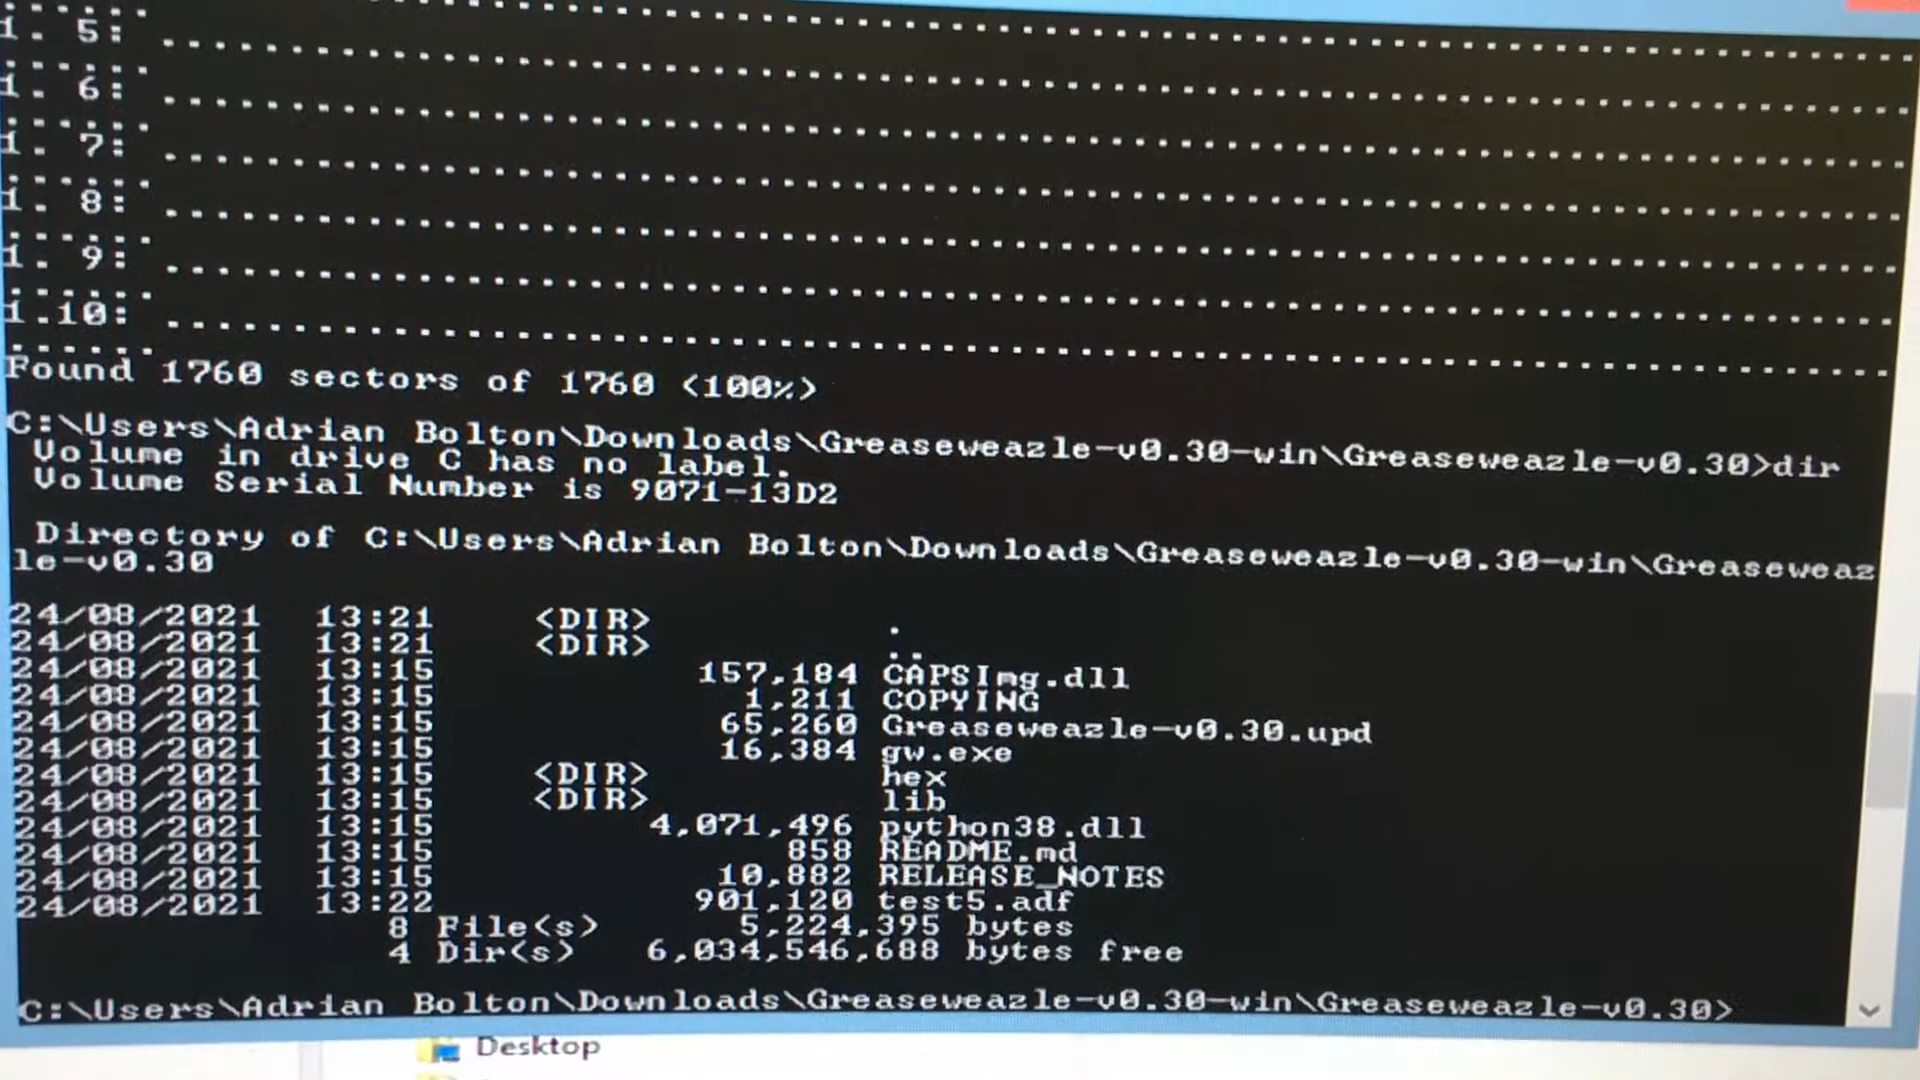 1. 5: ..........................................................................
......
1. 6: ..........................................................................
......
1. 7: ..........................................................................
......
1. 8: ..........................................................................
......
1. 9: ..........................................................................
......
1.10: ..........................................................................
......
Found 1760 sectors of 1760 (100%)
C:\Users\Adrian Bolton\Downloads\Greaseweazle-v0.30-win\Greaseweazle-v0.30>dir
Volume in drive C has no label.
Volume Serial Number is 9071-13D2
Directory of C:\Users\Adrian Bolton\Downloads\Greaseweazle-v0.30-win\Greaseweaz
le-v0.30
24/08/2021 13:21 <DIR> .
24/08/2021 13:21 <DIR> ..
24/08/2021 13:15 157,184 CAPSImg.dll
24/08/2021 13:15 1,211 COPYING
24/08/2021 13:15 65,260 Greaseweazle-v0.30.upd
24/08/2021 13:15 16,384 gw.exe
24/08/2021 13:15 <DIR> hex
24/08/2021 13:15 <DIR> lib
24/08/2021 13:15 4,071,496 python38.dll
24/08/2021 13:15 858 README.md
24/08/2021 13:15 10,882 RELEASE_NOTES
24/08/2021 13:22 901,120 test5.adf
8 File(s) 5,224,395 bytes
4 Dir(s) 6,034,546,688 bytes free
C:\Users\Adrian Bolton\Downloads\Greaseweazle-v0.30-win\Greaseweazle-v0.30>
Desktop